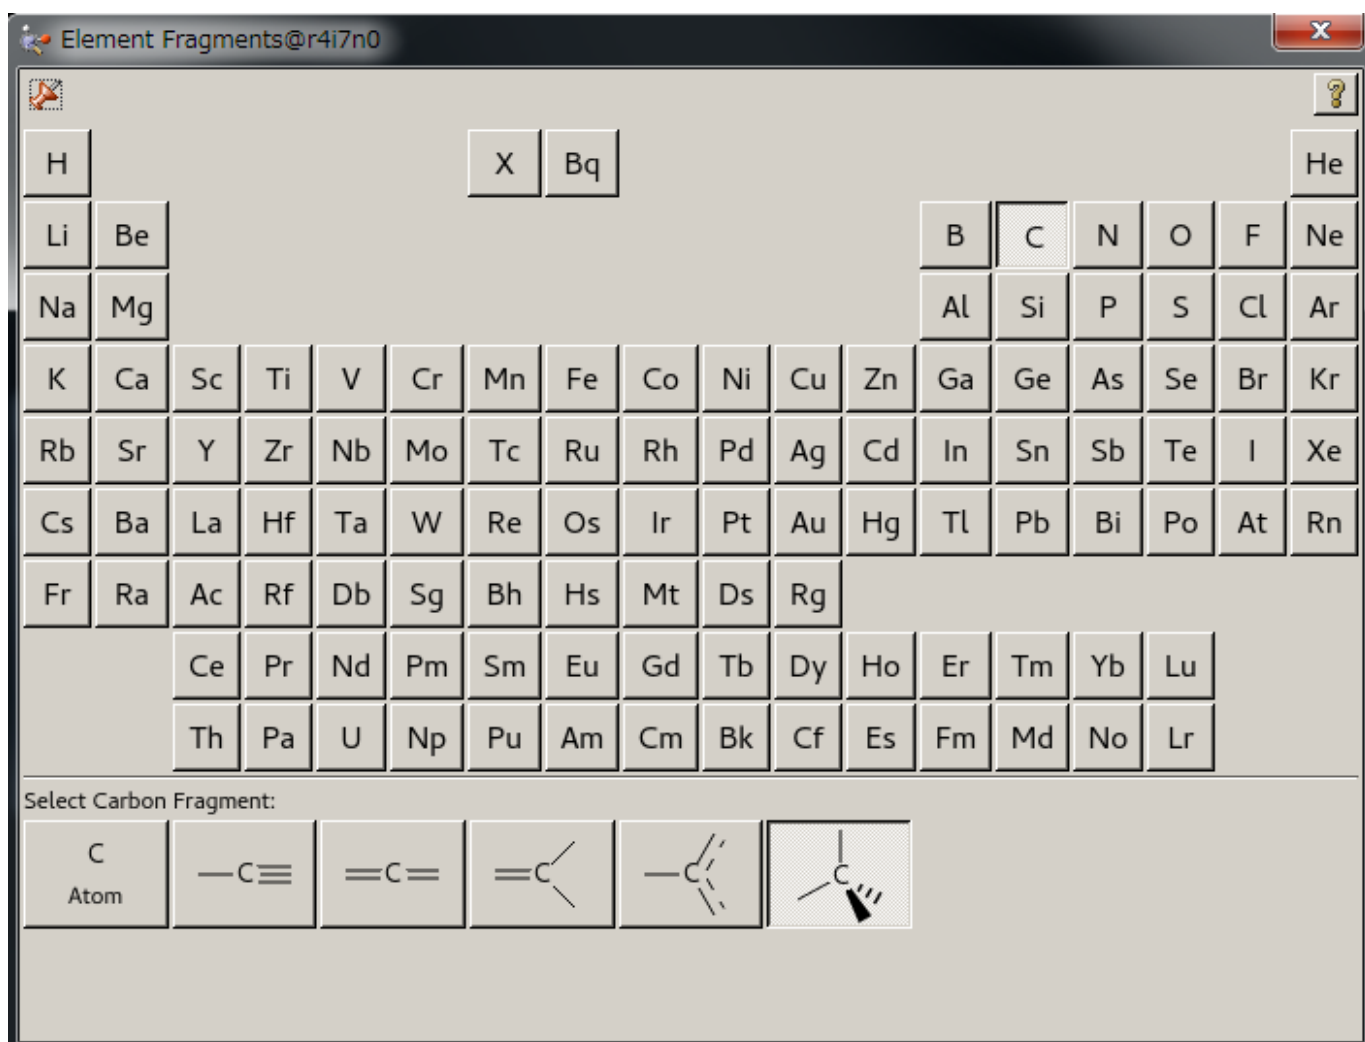 Element Fragments@r4i7n0
H X Bq He
Li Be B C N O F Ne
Na Mg Al Si P S Cl Ar
K Ca Sc Ti V Cr Mn Fe Co Ni Cu Zn Ga Ge As Se Br Kr
Rb Sr Y Zr Nb Mo Tc Ru Rh Pd Ag Cd In Sn Sb Te I Xe
Cs Ba La Hf Ta W Re Os Ir Pt Au Hg Tl Pb Bi Po At Rn
Fr Ra Ac Rf Db Sg Bh Hs Mt Ds Rg
Ce Pr Nd Pm Sm Eu Gd Tb Dy Ho Er Tm Yb Lu
Th Pa U Np Pu Am Cm Bk Cf Es Fm Md No Lr
Select Carbon Fragment:
C C C C C C
Atom